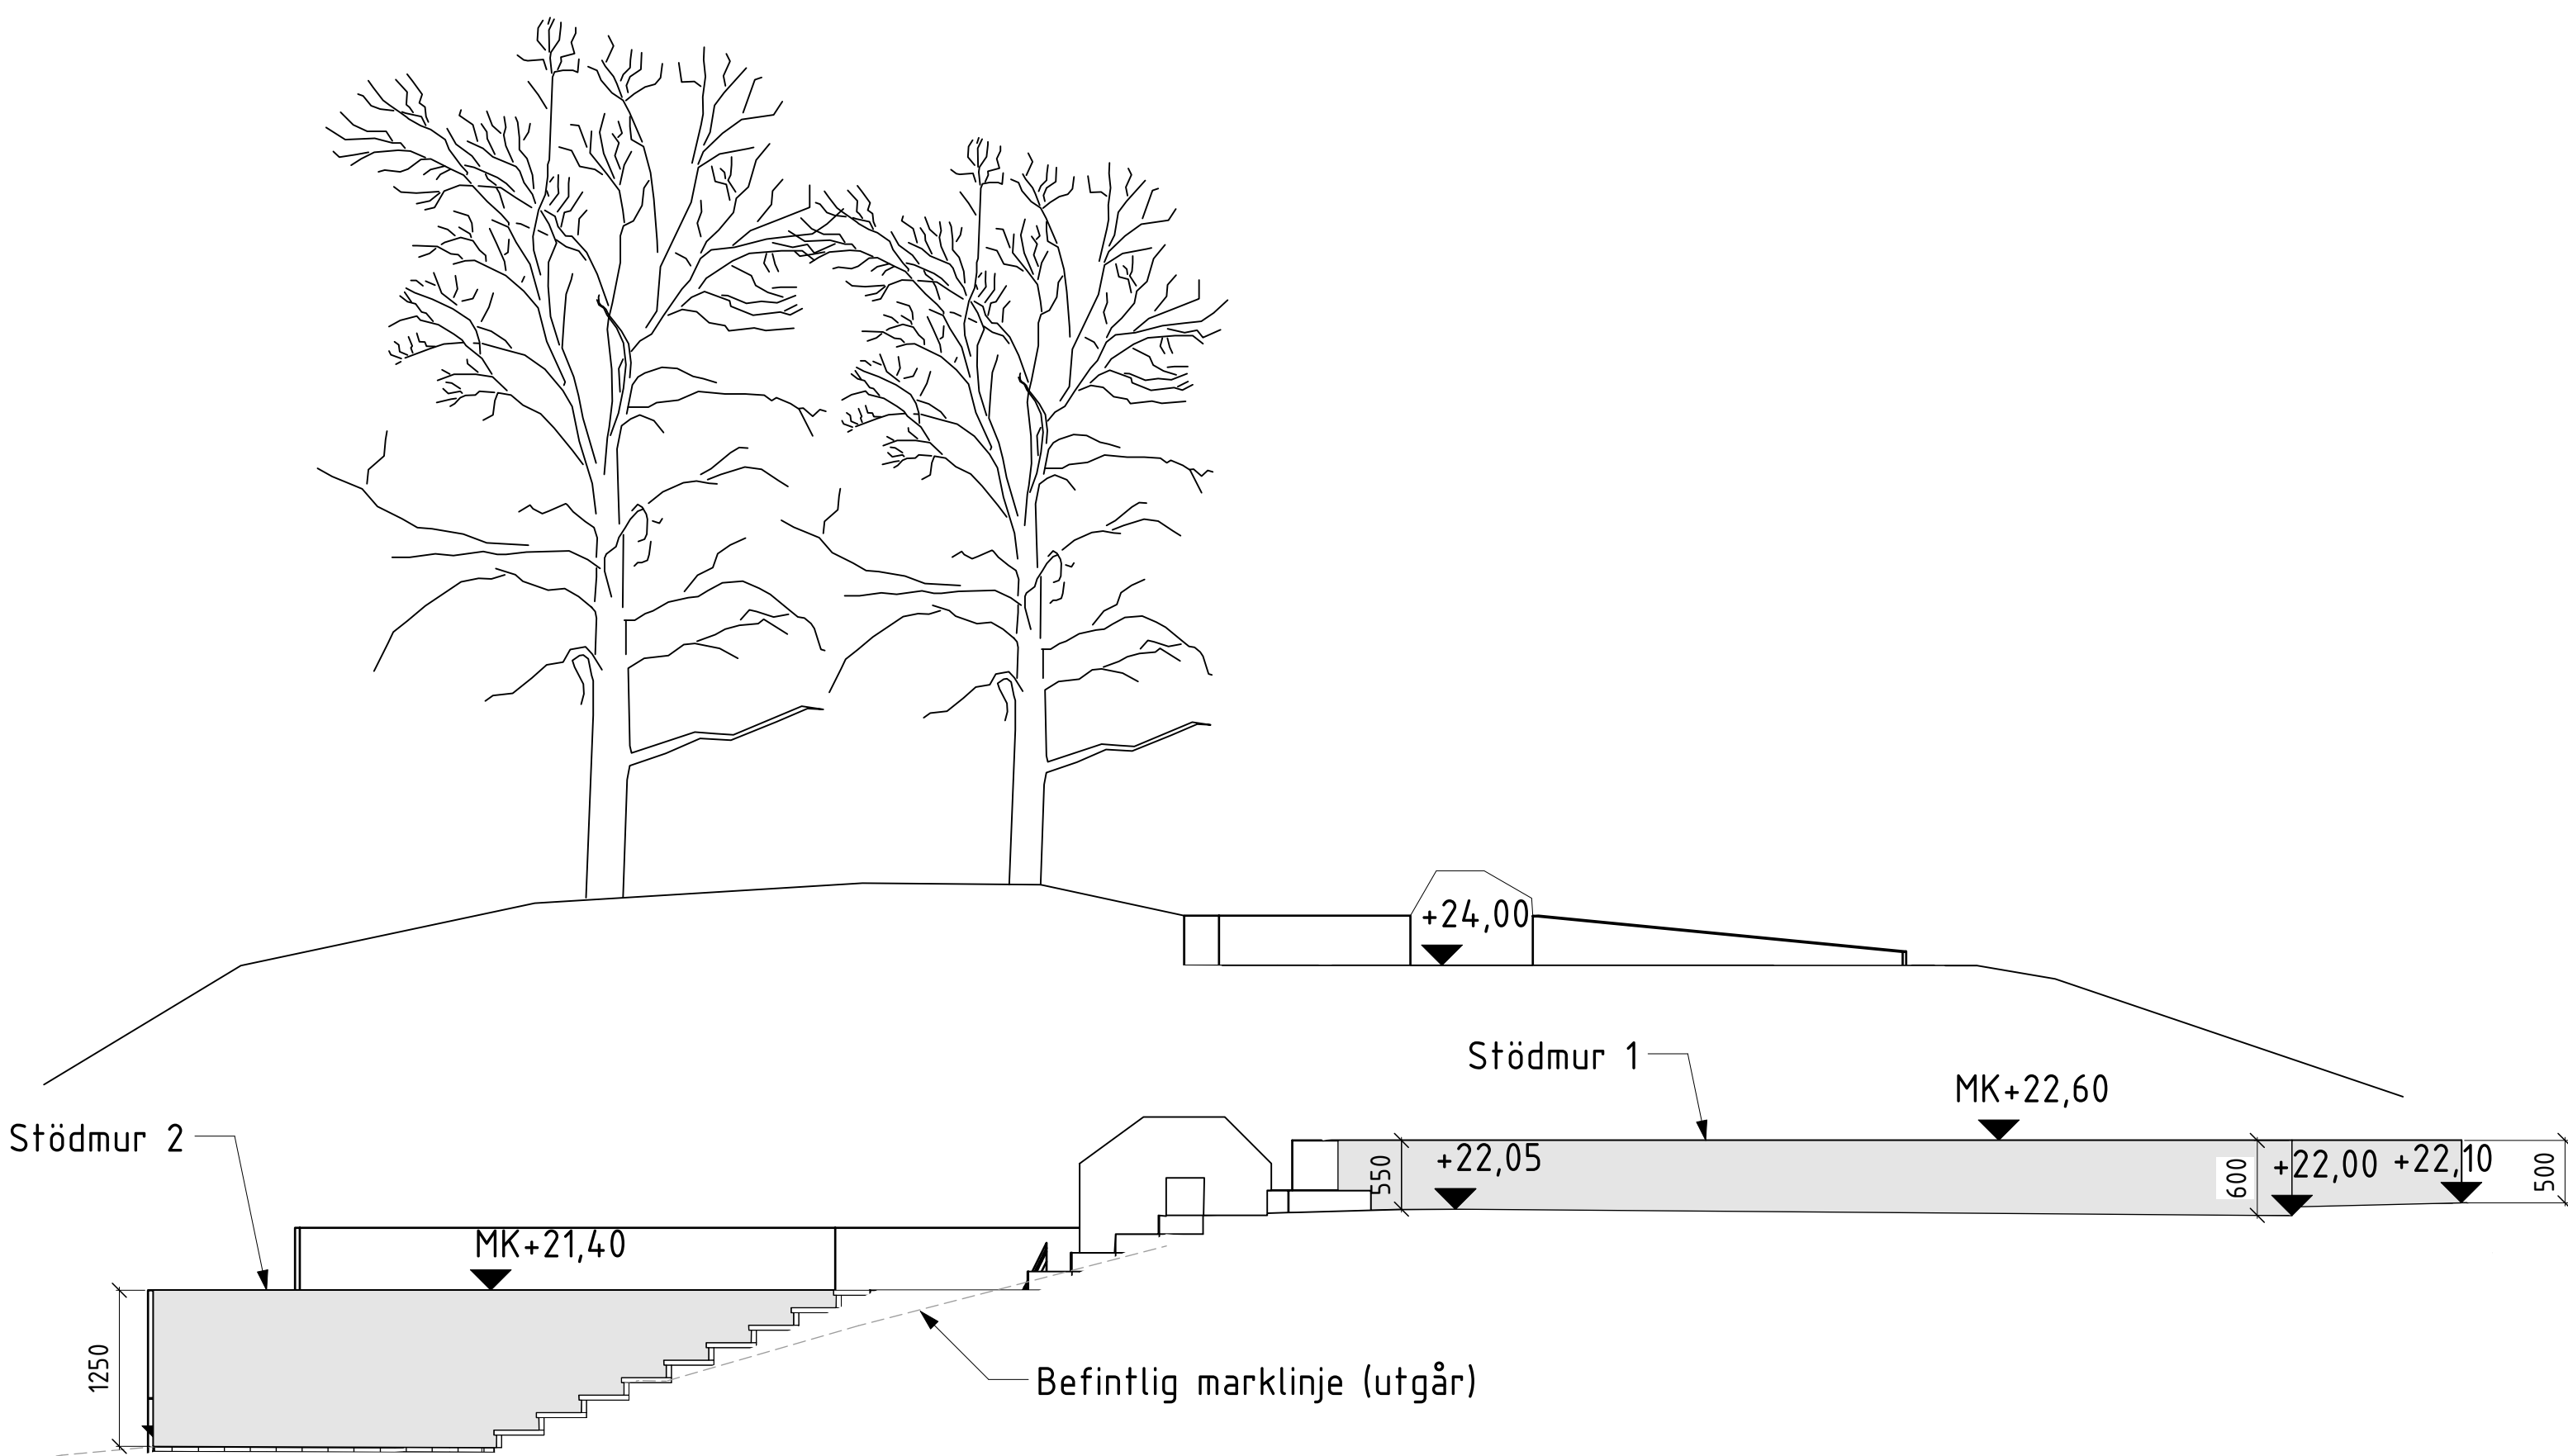 +24,00
Stödmur 1
MK+22,60
Stödmur 2
550
+22,05
600
+22,00
+22,10
500
MK+21,40
1250
Befintlig marklinje (utgår)